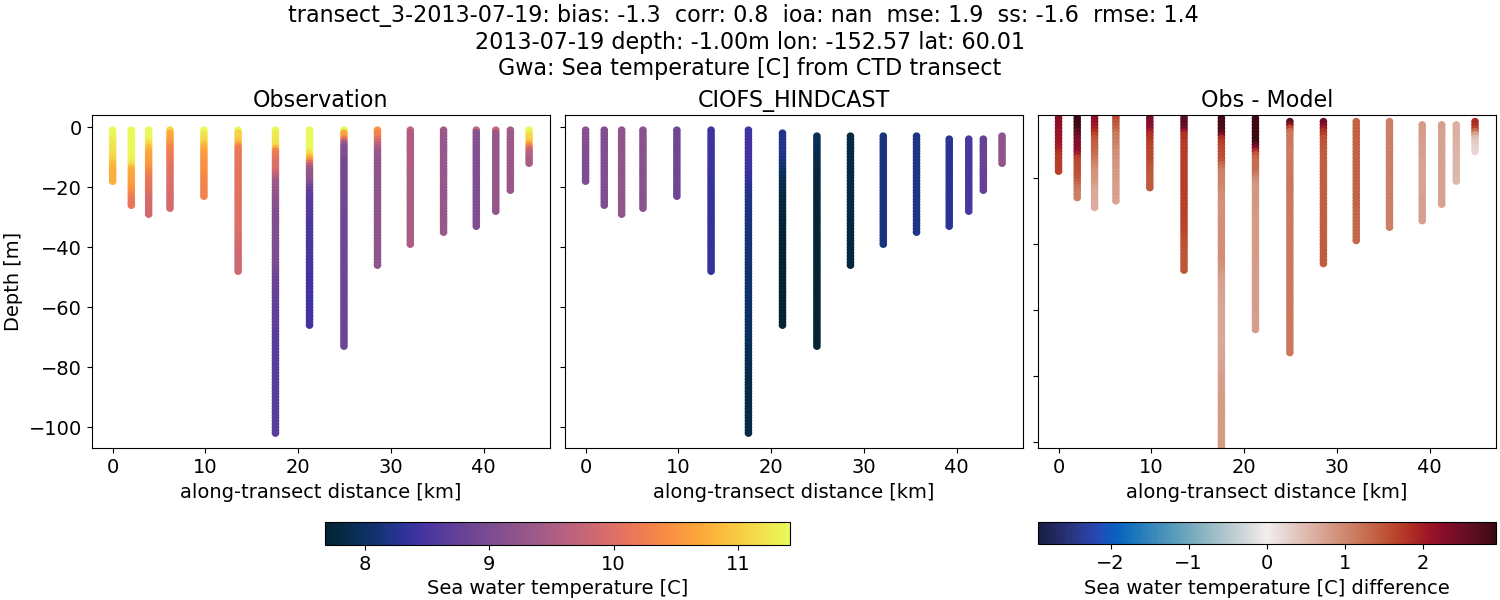 transect_3-2013-07-19: bias: -1.3  corr: 0.8  ioa: nan  mse: 1.9  ss: -1.6  rmse: 1.4
2013-07-19 depth: -1.00m lon: -152.57 lat: 60.01
Gwa: Sea temperature [C] from CTD transect
Observation
CIOFS_HINDCAST
Obs - Model
Depth [m]
0
−20
−40
−60
−80
−100
0 10 20 30 40
0 10 20 30 40
0 10 20 30 40
along-transect distance [km]
along-transect distance [km]
along-transect distance [km]
8 9 10 11
Sea water temperature [C]
−2 −1 0 1 2
Sea water temperature [C] difference